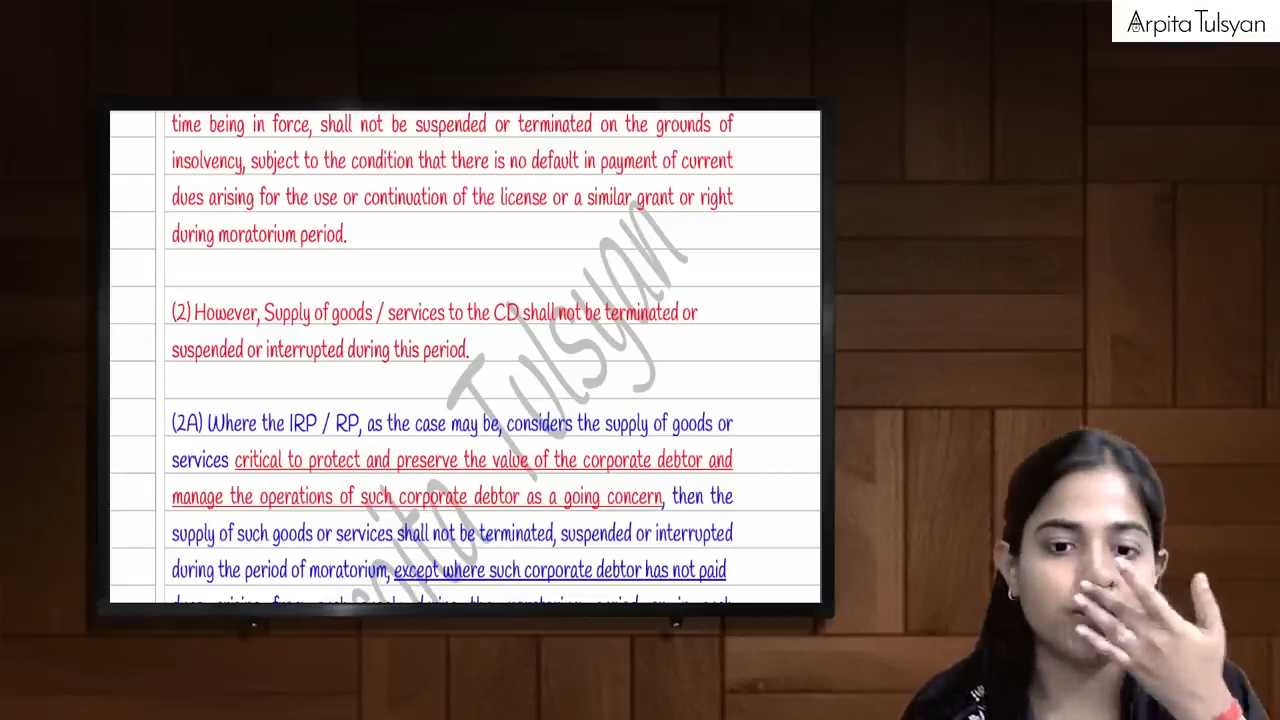 Arpita Tulsyan
time being in force, shall not be suspended or terminated on the grounds of
insolvency, subject to the condition that there is no default in payment of current
dues arising for the use or continuation of the license or a similar grant or right
during moratorium period.
(2) However, Supply of goods / services to the CD shall not be terminated or
suspended or interrupted during this period.
(2A) Where the IRP / RP, as the case may be, considers the supply of goods or
services critical to protect and preserve the value of the corporate debtor and
manage the operations of such corporate debtor as a going concern, then the
supply of such goods or services shall not be terminated, suspended or interrupted
during the period of moratorium, except where such corporate debtor has not paid